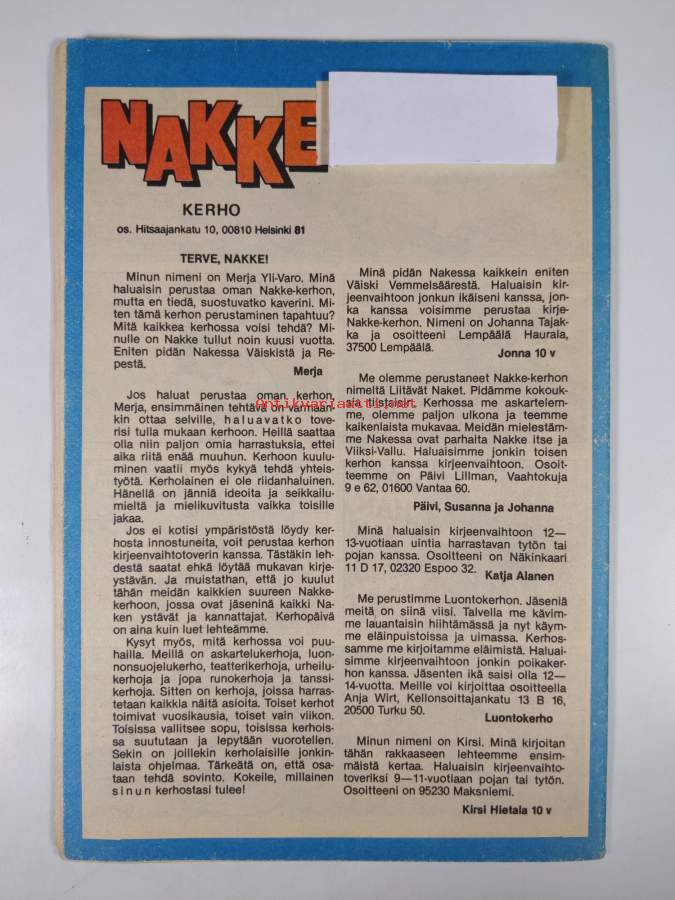 NAKKE
KERHO
os. Hitsaajankatu 10, 00810 Helsinki 81
TERVE, NAKKE!
Minun nimeni on Merja Yli-Varo. Minä
haluaisin perustaa oman Nakke-kerhon,
mutta en tiedä, suostuvatko kaverini. Mi-
ten tämä kerhon perustaminen tapahtuu?
Mitä kaikkea kerhossa voisi tehdä? Mi-
nulle on Nakke tullut noin kuusi vuotta.
Eniten pidän Nakessa Väiskistä ja Re-
pestä.
Merja
Jos haluat perustaa oman kerhon,
Merja, ensimmäinen tehtävä on varmaan-
kin ottaa selville, haluavatko tove-
risi tulla mukaan kerhoon. Heillä saattaa
olla niin paljon omia harrastuksia, ettei
aika riitä enää muuhun. Kerhoon kuulu-
minen vaatii myös kykyä tehdä yhteis-
työtä. Kerholainen ei ole riidanhaluinen.
Hänellä on jänniä ideoita ja seikkailu-
mieltä ja mielikuvitusta vaikka toisille
jakaa.
Jos ei kotisi ympäristöstä löydy ker-
hosta innostuneita, voit perustaa kerhon
kirjeenvaihtotoverin kanssa. Tästäkin leh-
destä saatat ehkä löytää mukavan kirje-
ystävän. Ja muistathan, että jo kuulut
tähän meidän kaikkien suureen Nakke-
kerhoon, jossa ovat jäseninä kaikki Na-
ken ystävät ja kannattajat. Kerhopäivä
on aina kuin luet lehteämme.
Kysyt myös, mitä kerhossa voi puu-
hailla. Meillä on askartelukerhoja, luon-
nonsuojelukerho, teatterikerhoja, urheilu-
kerhoja ja jopa runokerhoja ja tanssi-
kerhoja. Sitten on kerhoja, joissa harras-
tetaan kaikkia näitä asioita. Toiset kerhot
toimivat vuosikausia, toiset vain viikon.
Toisissa vallitsee sopu, toisissa kerhois-
sa suututaan ja lepytään vuorotellen.
Sekin on joillekin kerholaisille jonkin-
laista ohjelmaa. Tärkeätä on, että osa-
taan tehdä sovinto. Kokeile, millainen
sinun kerhostasi tulee!
Minä pidän Nakessa kaikkein eniten
Väiski Vemmelsäärestä. Haluaisin kir-
jeenvaihtoon jonkun ikäiseni kanssa, jon-
ka kanssa voisimme perustaa kirje-
Nakke-kerhon. Nimeni on Johanna Tajak-
ka ja osoitteeni Lempäälä Haurala,
37500 Lempäälä.
Jonna 10 v
Me olemme perustaneet Nakke-kerhon
nimeltä Liitävät Naket. Pidämme kokouk-
set tiistaisin. Kerhossa me askartelem-
me, olemme paljon ulkona ja teemme
kaikenlaista mukavaa. Meidän mielestäm-
me Nakessa ovat parhaita Nakke itse ja
Viiksi-Vallu. Haluaisimme jonkin toisen
kerhon kanssa kirjeenvaihtoon. Osoit-
teemme on Päivi Lillman, Vaahtokuja
9 e 62, 01600 Vantaa 60.
Päivi, Susanna ja Johanna
Minä haluaisin kirjeenvaihtoon 12—
13-vuotiaan uintia harrastavan tytön tai
pojan kanssa. Osoitteeni on Näkinkaari
11 D 17, 02320 Espoo 32.
Katja Alanen
Me perustimme Luontokerhon. Jäseniä
meitä on siinä viisi. Talvella me kävim-
me lauantaisin hiihtämässä ja nyt käym-
me eläinpuistoissa ja uimassa. Kerhos-
samme me kirjoitamme eläimistä. Haluai-
simme kirjeenvaihtoon jonkin poikaker-
hon kanssa. Jäsenten ikä saisi olla 12—
14-vuotta. Meille voi kirjoittaa osoitteella
Anja Wirt, Kellonsoittajankatu 13 B 16,
20500 Turku 50.
Luontokerho
Minun nimeni on Kirsi. Minä kirjoitan
tähän rakkaaseen lehteemme ensim-
mäistä kertaa. Haluaisin kirjeenvaihto-
toveriksi 9—11-vuotiaan pojan tai tytön.
Osoitteeni on 95230 Maksniemi.
Kirsi Hietala 10 v
antikvariaatti.net